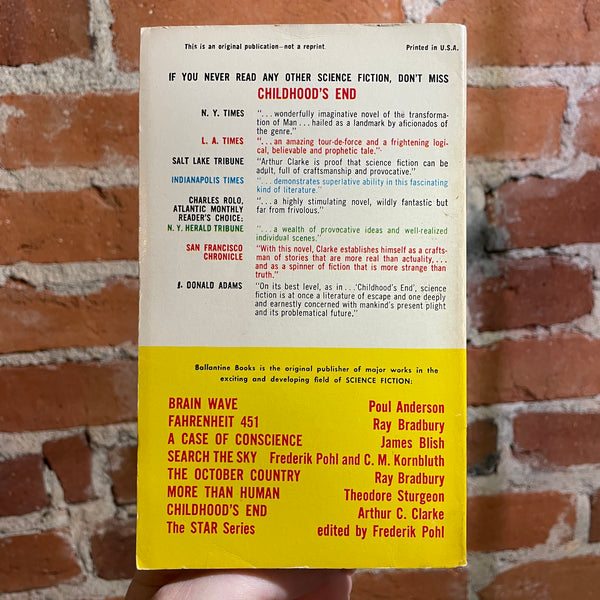 This is an original publication—not a reprint. Printed in U.S.A.
IF YOU NEVER READ ANY OTHER SCIENCE FICTION, DON'T MISS
CHILDHOOD'S END
N. Y. TIMES "... wonderfully imaginative novel of the transforma-
tion of Man ... hailed as a landmark by aficionados of
the genre."
L. A. TIMES "... an amazing tour-de-force and a frightening logi-
cal, believable and prophetic tale."
SALT LAKE TRIBUNE "Arthur Clarke is proof that science fiction can be
adult, full of craftsmanship and provocative."
INDIANAPOLIS TIMES "... demonstrates superlative ability in this fascinating
kind of literature."
CHARLES ROLO, "... a highly stimulating novel, wildly fantastic but
ATLANTIC MONTHLY far from frivolous."
READER'S CHOICE:
N. Y. HERALD TRIBUNE "... a wealth of provocative ideas and well-realized
individual scenes."
SAN FRANCISCO "With this novel, Clarke establishes himself as a crafts-
CHRONICLE man of stories that are more real than actuality, ...
and as a spinner of fiction that is more strange than
truth."
J. DONALD ADAMS "On its best level, as in ... 'Childhood's End', science
fiction is at once a literature of escape and one deeply
and earnestly concerned with mankind's present plight
and its problematical future."
Ballantine Books is the original publisher of major works in the
exciting and developing field of SCIENCE FICTION:
BRAIN WAVE Poul Anderson
FAHRENHEIT 451 Ray Bradbury
A CASE OF CONSCIENCE James Blish
SEARCH THE SKY Frederik Pohl and C. M. Kornbluth
THE OCTOBER COUNTRY Ray Bradbury
MORE THAN HUMAN Theodore Sturgeon
CHILDHOOD'S END Arthur C. Clarke
The STAR Series edited by Frederik Pohl